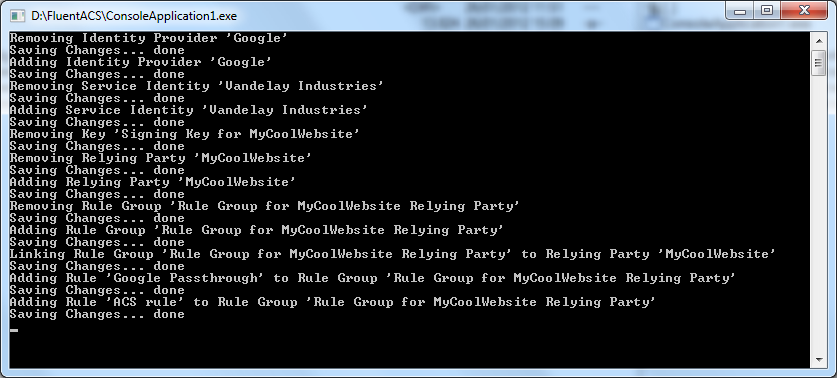 D:\FluentACS\ConsoleApplication1.exe
Removing Identity Provider 'Google'
Saving Changes... done
Adding Identity Provider 'Google'
Saving Changes... done
Removing Service Identity 'Vandelay Industries'
Saving Changes... done
Adding Service Identity 'Vandelay Industries'
Saving Changes... done
Removing Key 'Signing Key for MyCoolWebsite'
Saving Changes... done
Removing Relying Party 'MyCoolWebsite'
Saving Changes... done
Adding Relying Party 'MyCoolWebsite'
Saving Changes... done
Removing Rule Group 'Rule Group for MyCoolWebsite Relying Party'
Saving Changes... done
Adding Rule Group 'Rule Group for MyCoolWebsite Relying Party'
Saving Changes... done
Linking Rule Group 'Rule Group for MyCoolWebsite Relying Party' to Relying Party 'MyCoolWebsite'
Saving Changes... done
Adding Rule 'Google Passthrough' to Rule Group 'Rule Group for MyCoolWebsite Relying Party'
Saving Changes... done
Adding Rule 'ACS rule' to Rule Group 'Rule Group for MyCoolWebsite Relying Party'
Saving Changes... done